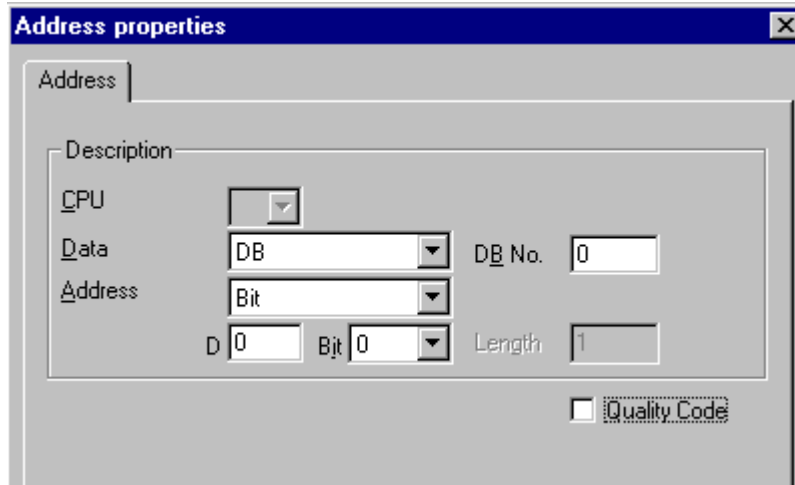 Address properties
Address
Description
CPU
Data DB DB No. 0
Address Bit
D 0 Bit 0 Length 1
Quality Code